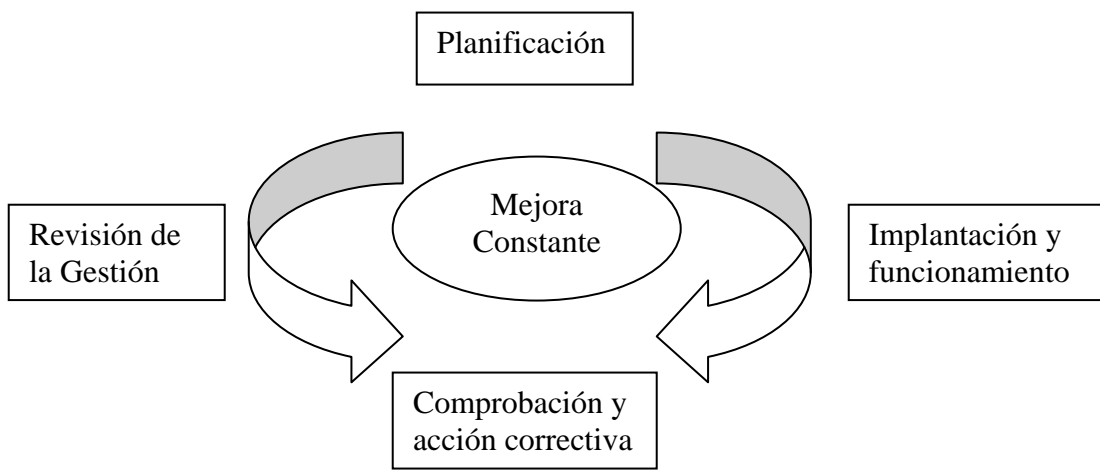 Planificación
Mejora
Constante
Revisión de
la Gestión
Implantación y
funcionamiento
Comprobación y
acción correctiva